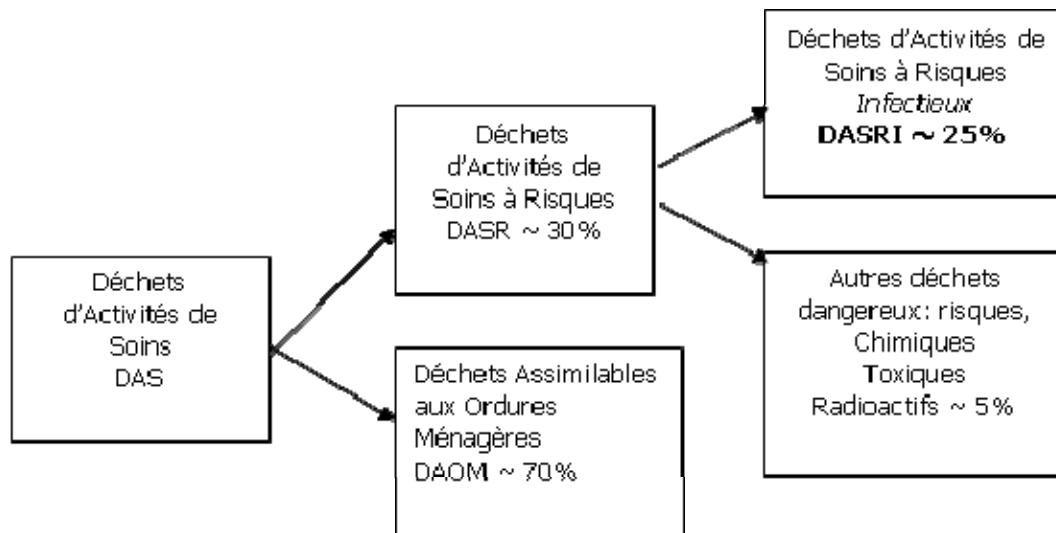 Déchets
d'Activités de
Soins
DAS
Déchets
d'Activités de
Soins à Risques
DASR ~ 30%
Déchets Assimilables
aux Ordures
Ménagères
DAOM ~ 70%
Déchets d'Activités de
Soins à Risques
Infectieux
DASRI ~ 25%
Autres déchets
dangereux: risques,
Chimiques
Toxiques
Radioactifs ~ 5%